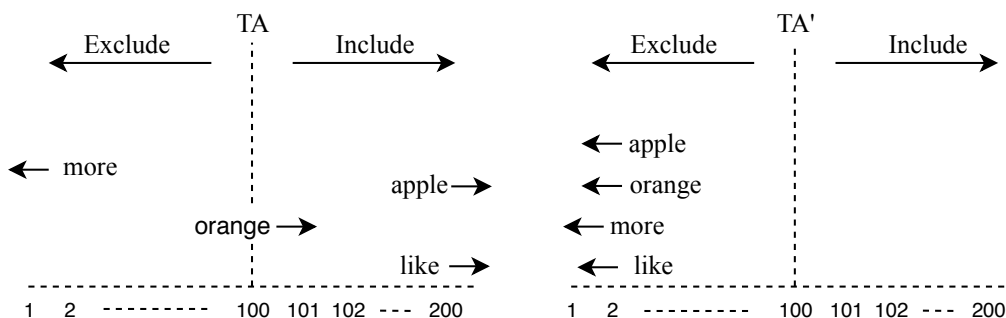 TA
Exclude Include
more
apple
orange
like
1 2 100 101 102 200
TA'
Exclude Include
apple
orange
more
like
1 2 100 101 102 200